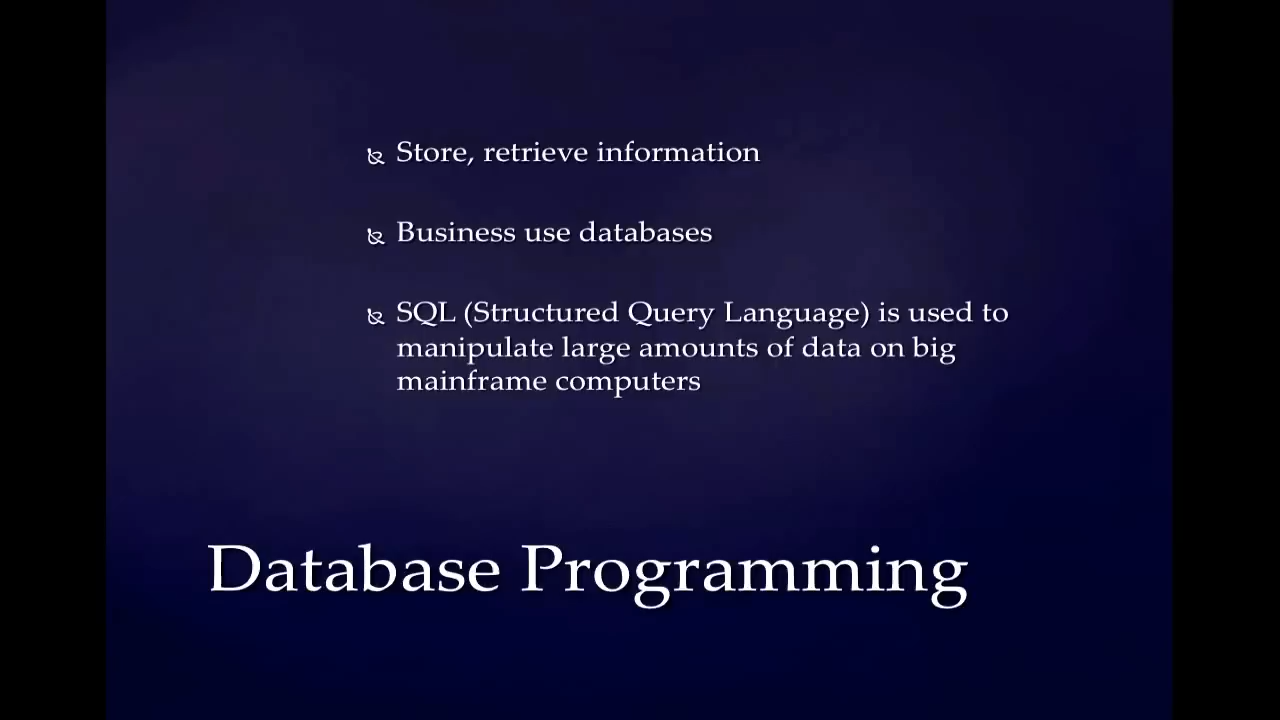 Store, retrieve information
Business use databases
SQL (Structured Query Language) is used to
manipulate large amounts of data on big
mainframe computers
Database Programming